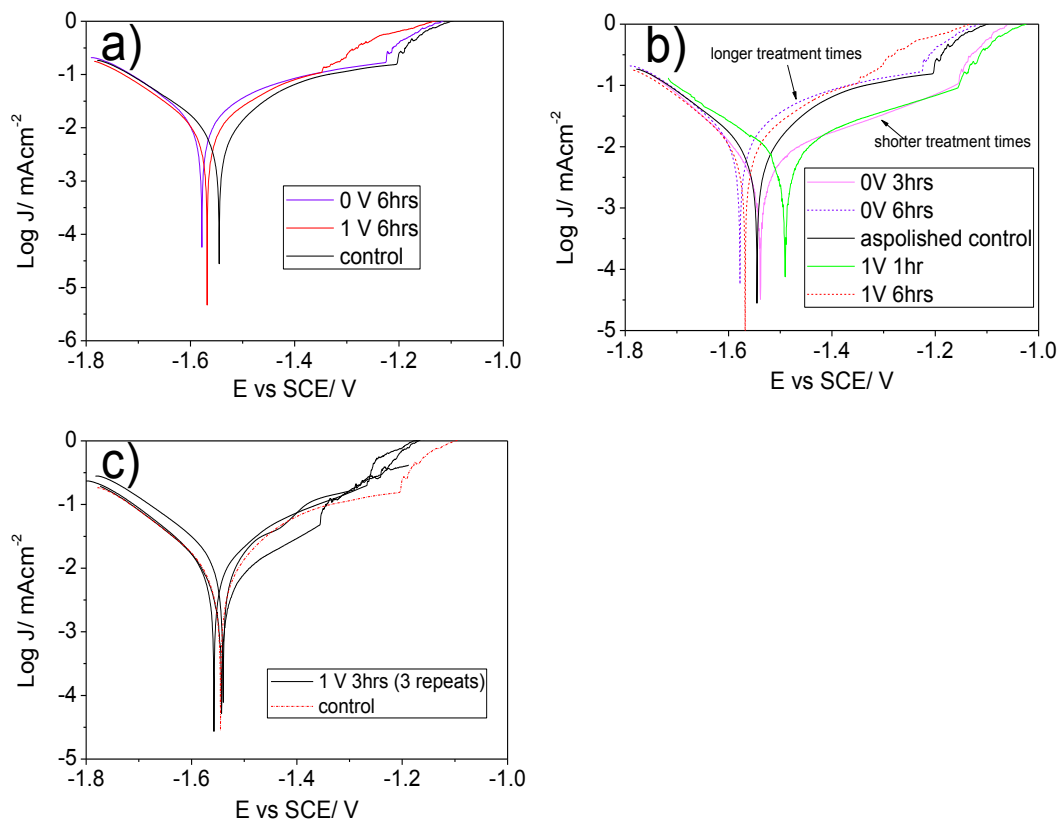 a)
0
-1
-2
-3
-4
-5
-6
Log J/ mAcm⁻²
-1.8
-1.6
-1.4
-1.2
-1.0
E vs SCE/ V
0 V 6hrs
1 V 6hrs
control
b)
0
-1
-2
-3
-4
-5
Log J/ mAcm⁻²
-1.8
-1.6
-1.4
-1.2
-1.0
E vs SCE/ V
longer treatment times
shorter treatment times
0V 3hrs
0V 6hrs
aspolished control
1V 1hr
1V 6hrs
c)
0
-1
-2
-3
-4
-5
Log J/ mAcm⁻²
-1.8
-1.6
-1.4
-1.2
-1.0
E vs SCE/ V
1 V 3hrs (3 repeats)
control